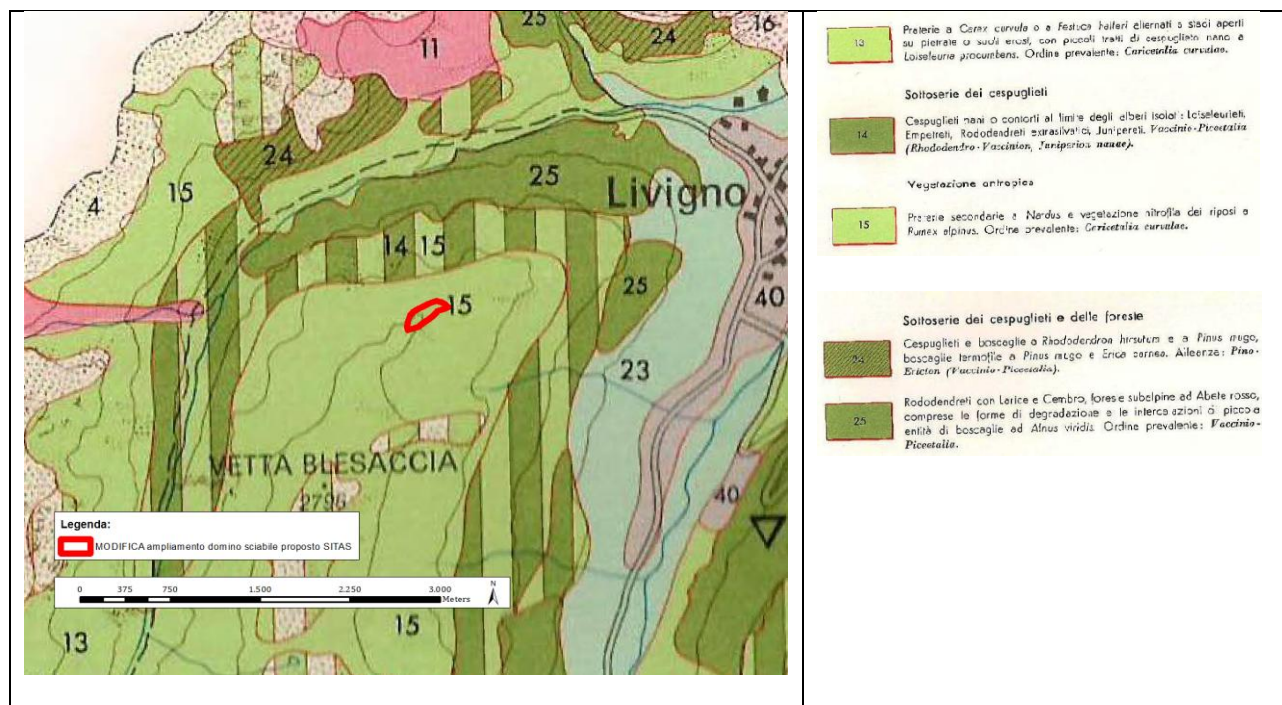 25
11
24
16
24
15
4
25
Livigno
14 15
15
25
40
23
VETTA BLESACCIA
2796
40
Legenda:
MODIFICA ampliamento domino sciabile proposto SITAS
0 375 750 1.500 2.250 3.000
Meters
N
13
15
13
Praterie a Carex curvula o a Festuca halleri alternati a stadi aperti
su pietrate o suoli erosi, con piccoli tratti di cespuglieto nano a
Loiseleuria procumbens. Ordine prevalente: Caricetalia curvulae.
Sottoserie dei cespuglieti
14
Cespuglieti nani o contorti al limite degli alberi isolati: Loiseleurieti,
Empetreti, Rododendreti extrasilvatici, Junipereti. Vaccinio-Piceetalia
(Rhododendro-Vaccinion, Juniperion nanae).
Vegetazione antropica
15
Praterie secondarie a Nardus e vegetazione nitrofila dei riposi a
Rumex alpinus. Ordine prevalente: Caricetalia curvulae.
Sottoserie dei cespuglieti e delle foreste
24
Cespuglieti e boscaglie a Rhododendron hirsutum e a Pinus mugo,
boscaglie termofile a Pinus mugo e Erica carnea. Alleanza: Pino-
Ericion (Vaccinio-Piceetalia).
25
Rododendreti con Larice e Cembro, foreste subalpine ad Abete rosso,
comprese le forme di degradazione e le intercalazioni di piccola
entità di boscaglie ad Alnus viridis. Ordine prevalente: Vaccinio-
Piceetalia.